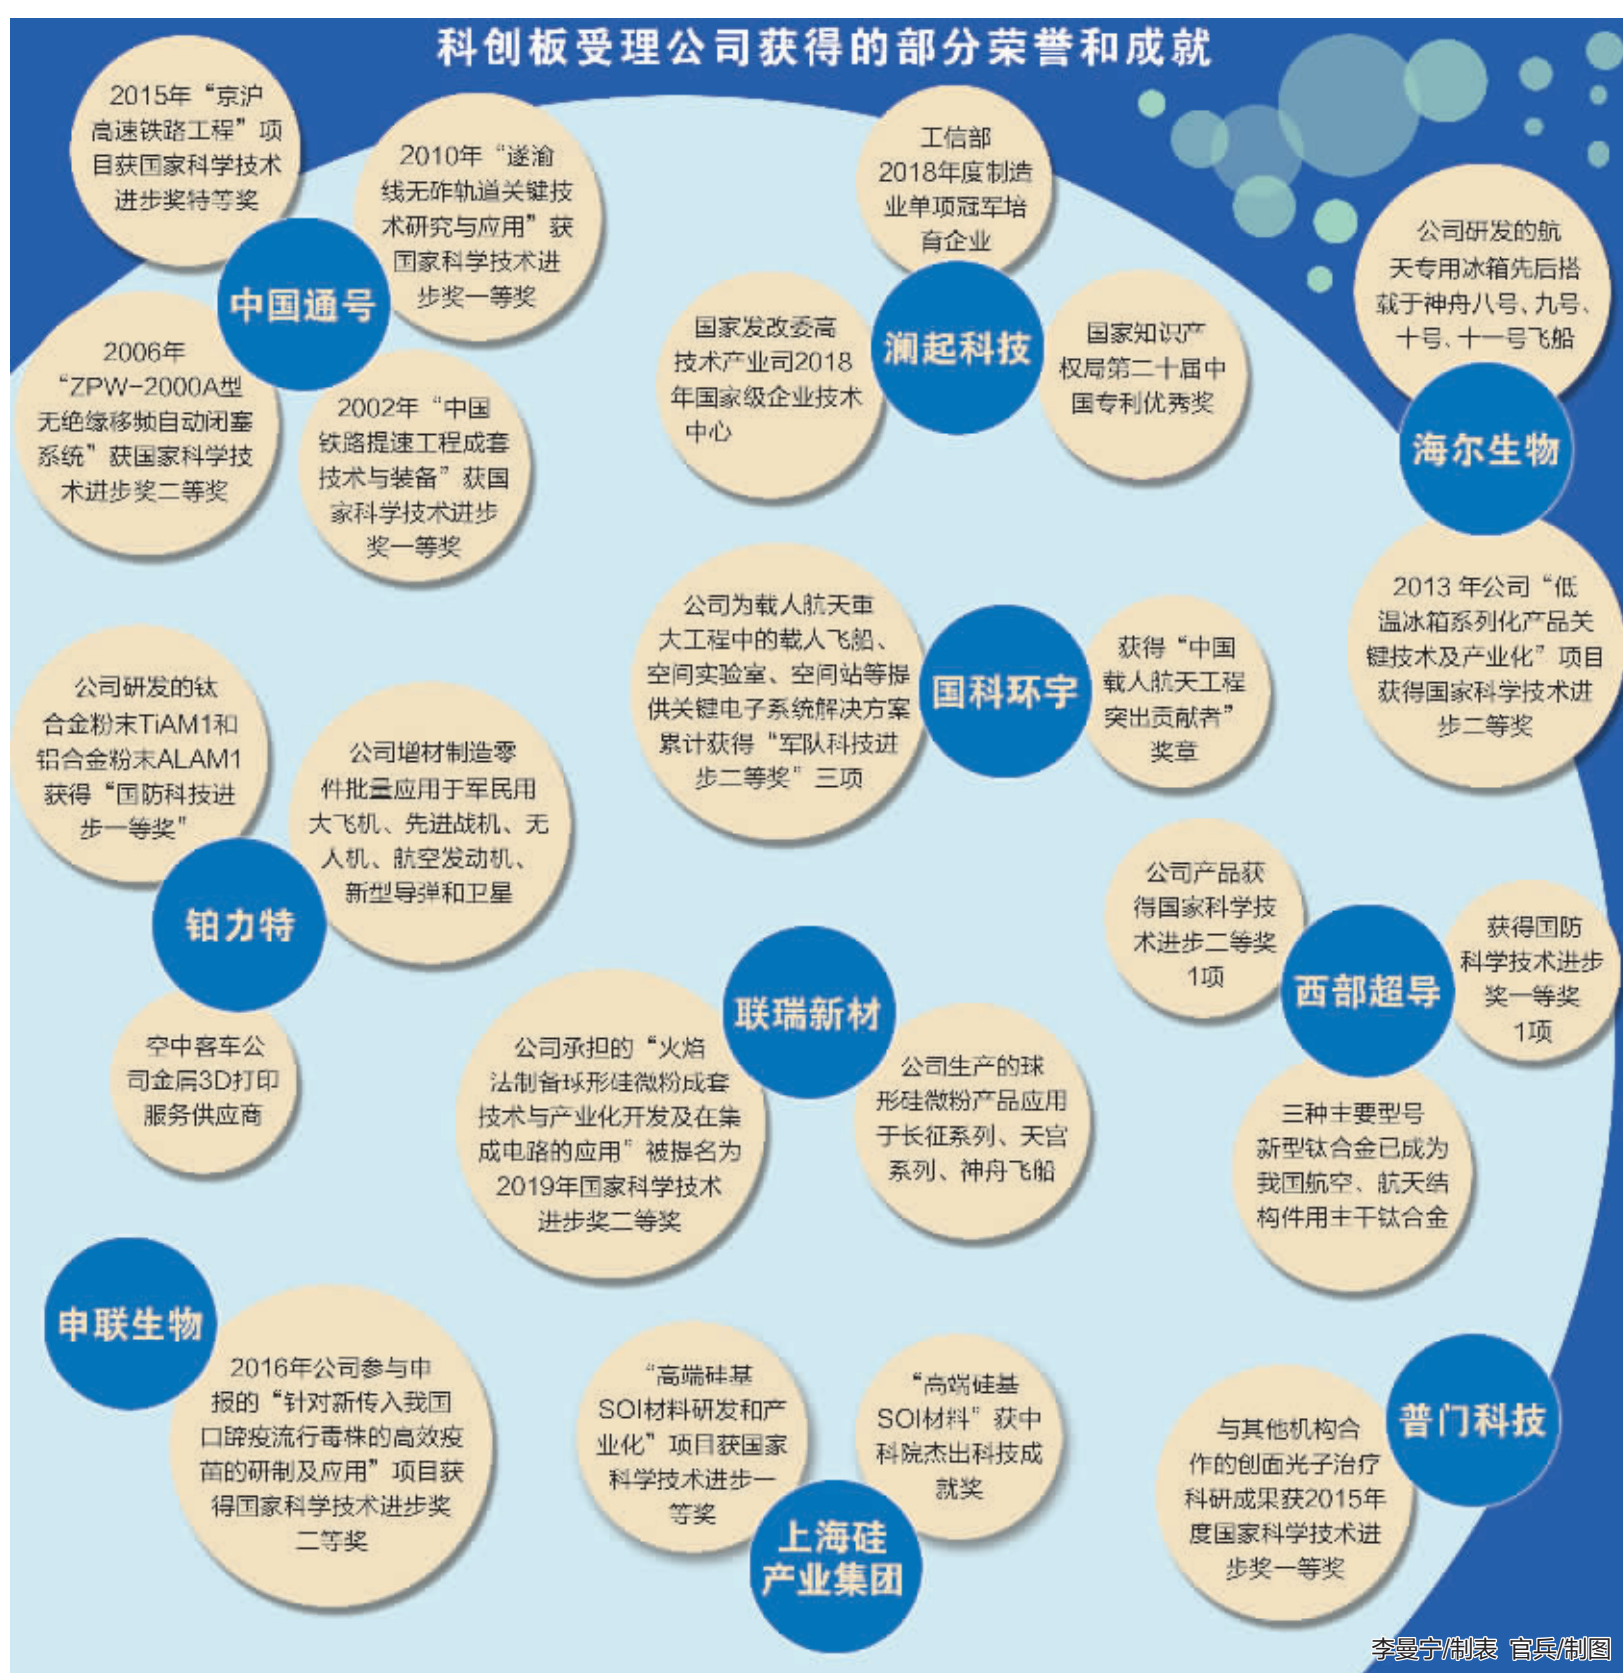 科创板受理公司获得的部分荣誉和成就
2015年“京沪
高速铁路工程”项
目获国家科学技术
进步奖特等奖
2010年“遂渝
线无砟轨道关键技
术研究与应用”获
国家科学技术进
步奖一等奖
中国通号
2006年
“ZPW-2000A型
无绝缘移频自动闭塞
系统”获国家科学技
术进步奖二等奖
2002年“中国
铁路提速工程成套
技术与装备”获国
家科学技术进步
奖一等奖
工信部
2018年度制造
业单项冠军培
育企业
国家发改委高
技术产业司2018
年国家级企业技术
中心
澜起科技
国家知识产
权局第二十届中
国专利优秀奖
公司研发的航
天专用冰箱先后搭
载于神舟八号、九号、
十号、十一号飞船
海尔生物
2013 年公司“低
温冰箱系列化产品关
键技术及产业化”项目
获得国家科学技术进
步二等奖
公司为载人航天重
大工程中的载人飞船、
空间实验室、空间站等提
供关键电子系统解决方案
累计获得“军队科技进
步二等奖”三项
国科环宇
获得“中国
载人航天工程
突出贡献者”
奖章
公司研发的钛
合金粉末TiAM1和
铝合金粉末ALAM1
获得“国防科技进
步一等奖”
公司增材制造零
件批量应用于军民用
大飞机、先进战机、无
人机、航空发动机、
新型导弹和卫星
铂力特
空中客车公
司金属3D打印
服务供应商
联瑞新材
公司承担的“火焰
法制备球形硅微粉成套
技术与产业化开发及在集
成电路的应用”被提名为
2019年国家科学技术
进步奖二等奖
公司生产的球
形硅微粉产品应用
于长征系列、天宫
系列、神舟飞船
公司产品获
得国家科学技
术进步二等奖
1项
西部超导
获得国防
科学技术进步
奖一等奖
1项
三种主要型号
新型钛合金已成为
我国航空、航天结
构件用主干钛合金
申联生物
2016年公司参与申
报的“针对新传入我国
口蹄疫流行毒株的高效疫
苗的研制及应用”项目获
得国家科学技术进步奖
二等奖
“高端硅基
SOI材料研发和产
业化”项目获国家
科学技术进步一
等奖
“高端硅基
SOI材料”获中
科院杰出科技成
就奖
上海硅
产业集团
普门科技
与其他机构合
作的创面光子治疗
科研成果获2015年
度国家科学技术进
步奖一等奖
李曼宁/制表 官兵/制图